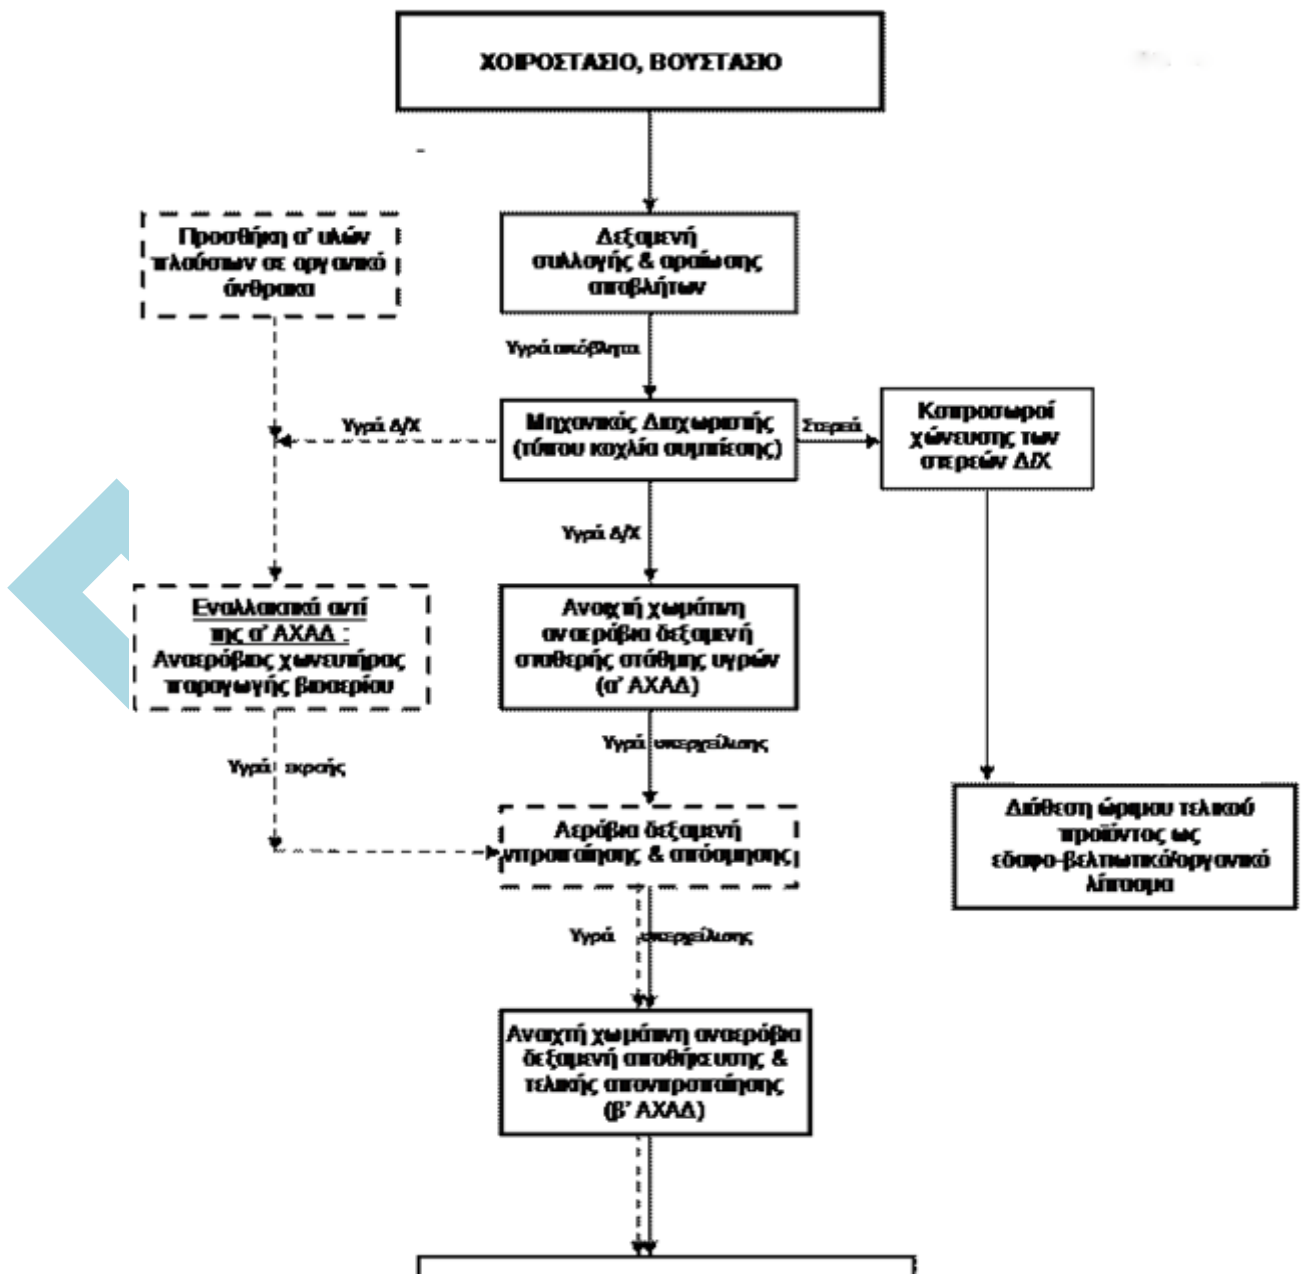 ΧΟΙΡΟΣΤΑΣΙΟ, ΒΟΥΣΤΑΣΙΟ
Προσθήκη α' υλών
πλούσιων σε οργανικό
άνθρακα
Δεξαμενή
συλλογής & αραίωσης
αποβλήτων
Υγρά απόβλητα
Υγρά Δ/Χ
Μηχανικός Διαχωριστής
(τύπου κοχλία συμπίεσης)
Στερεά
Κοπροσωροί
χώνευσης των
στερεών Δ/Χ
Υγρά Δ/Χ
Εναλλακτικά αντί
της α' ΑΧΑΔ :
Αναερόβιος χωνευτήρας
παραγωγής βιοαερίου
Ανοιχτή χωμάτινη
αναερόβια δεξαμενή
σταθερής στάθμης υγρών
(α' ΑΧΑΔ)
Υγρά υπερχείλισης
Υγρά εκροής
Αερόβια δεξαμενή
νιτροποίησης & απόσμησης
Διάθεση ώριμου τελικού
προϊόντος ως
εδαφο-βελτιωτικό/οργανικό
λίπασμα
Υγρά υπερχείλισης
Ανοιχτή χωμάτινη αναερόβια
δεξαμενή αποθήκευσης &
τελικής απονιτροποίησης
(β' ΑΧΑΔ)